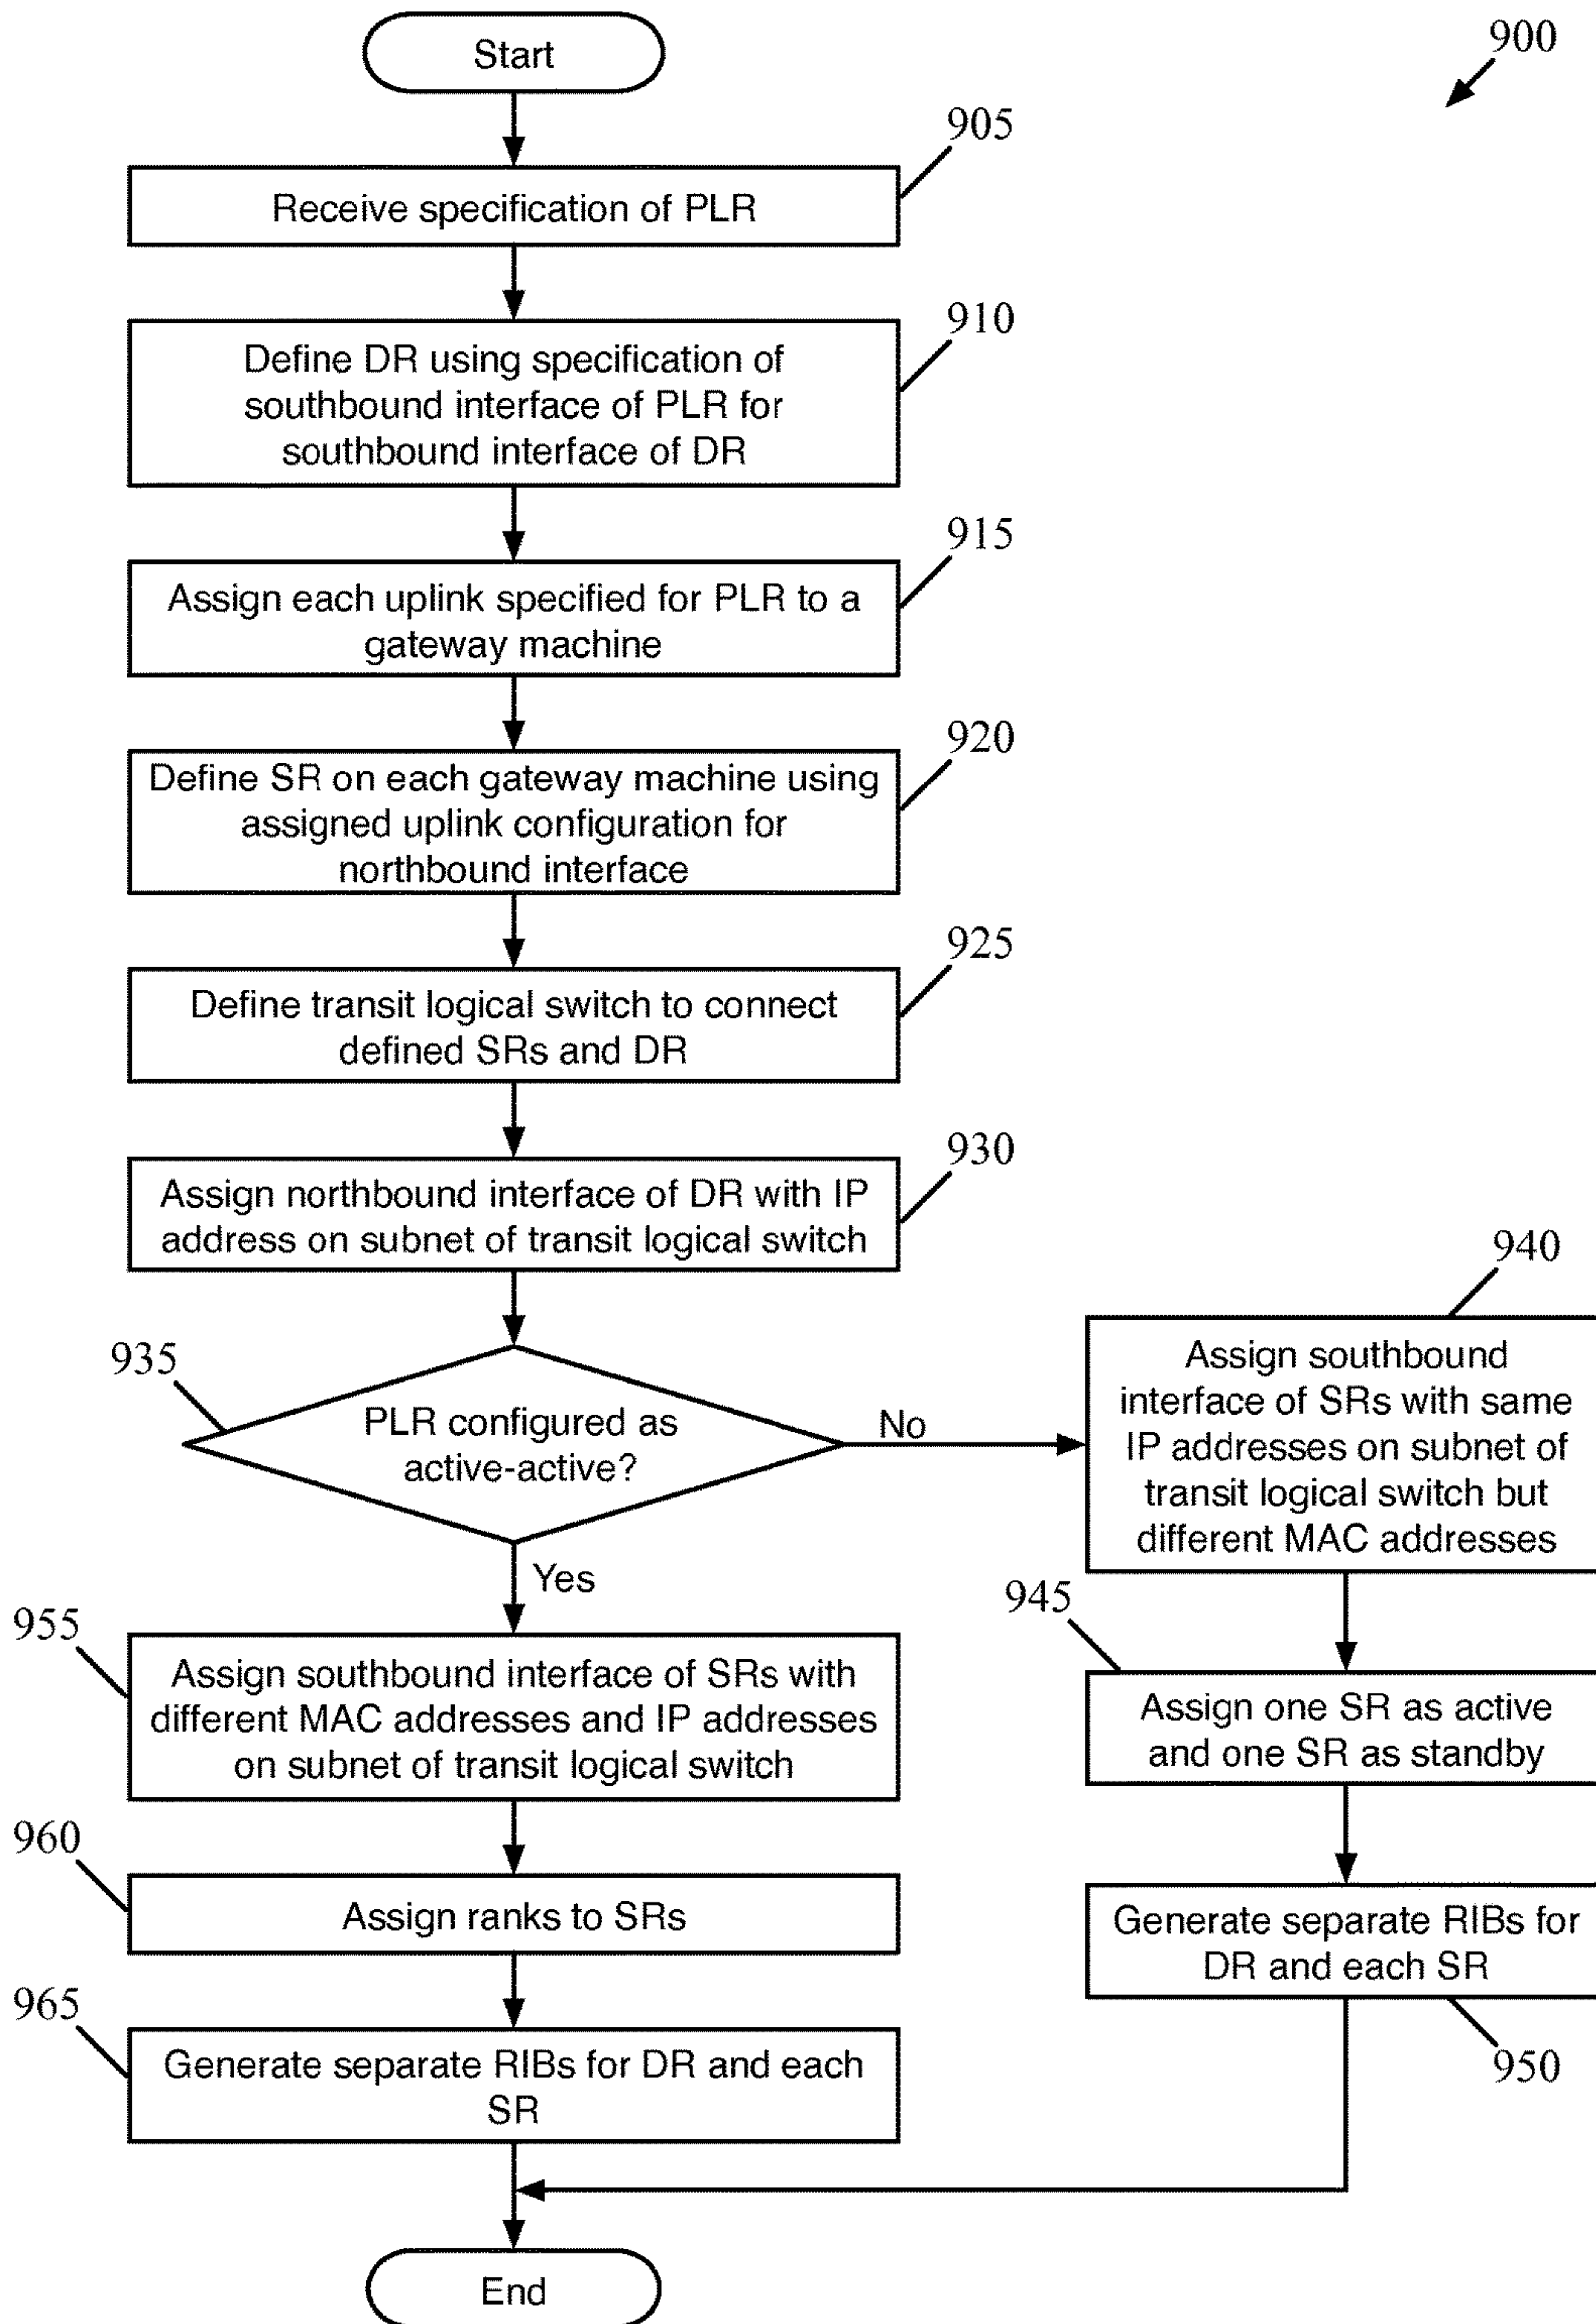 Start
900
905
Receive specification of PLR
910
Define DR using specification of
southbound interface of PLR for
southbound interface of DR
915
Assign each uplink specified for PLR to a
gateway machine
920
Define SR on each gateway machine using
assigned uplink configuration for
northbound interface
925
Define transit logical switch to connect
defined SRs and DR
930
Assign northbound interface of DR with IP
address on subnet of transit logical switch
935
PLR configured as
active-active?
No
Yes
940
Assign southbound
interface of SRs with same
IP addresses on subnet of
transit logical switch but
different MAC addresses
945
Assign one SR as active
and one SR as standby
Generate separate RIBs for
DR and each SR
950
955
Assign southbound interface of SRs with
different MAC addresses and IP addresses
on subnet of transit logical switch
960
Assign ranks to SRs
965
Generate separate RIBs for DR and each
SR
End